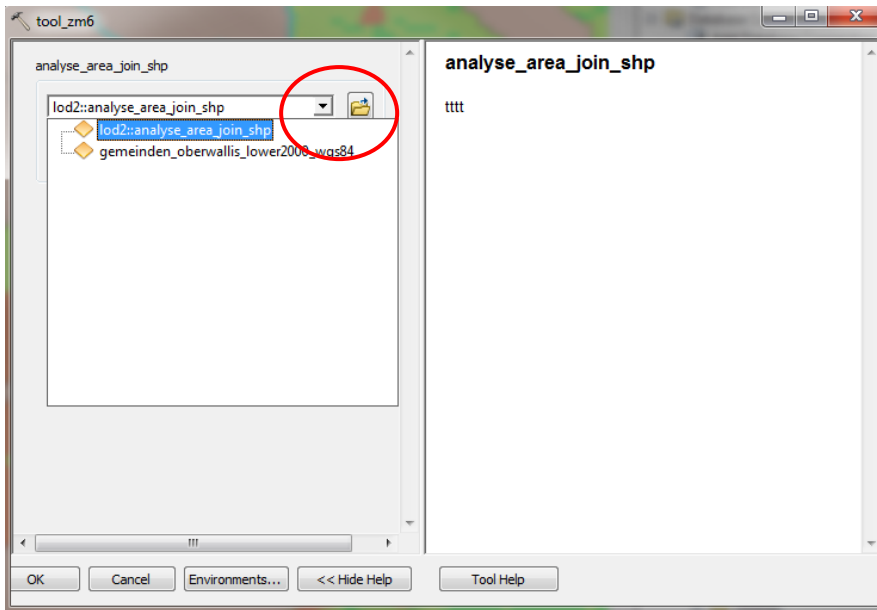 tool_zm6
analyse_area_join_shp
lod2::analyse_area_join_shp
lod2::analyse_area_join_shp
gemeinden_oberwallis_lower2000_wgs84
analyse_area_join_shp
tttt
OK
Cancel
Environments...
<< Hide Help
Tool Help